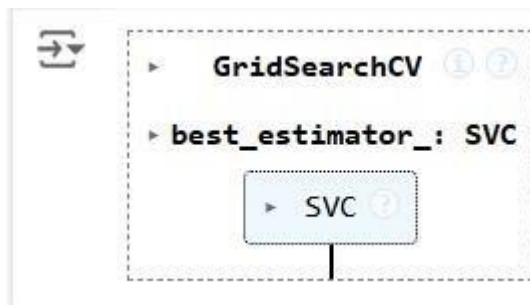 GridSearchCV i ?
best_estimator_: SVC
SVC ?